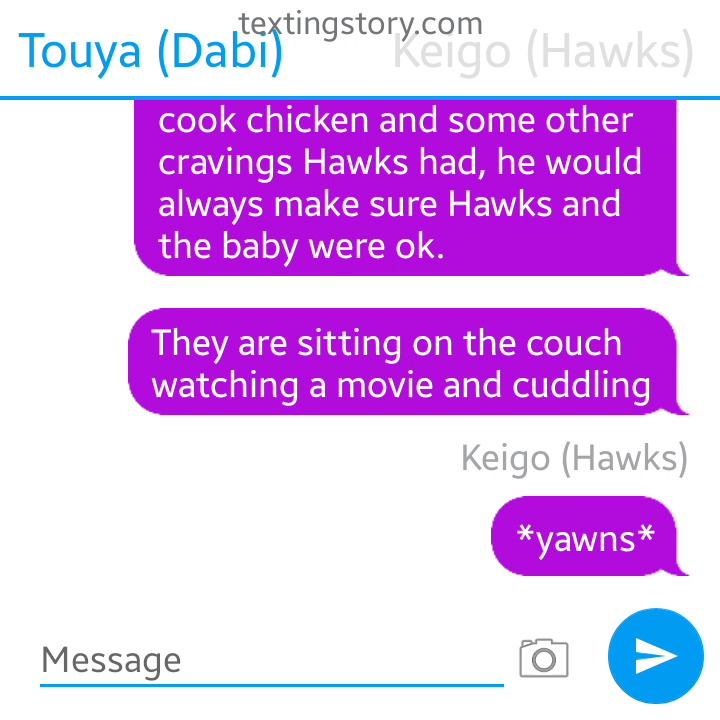 textingstory.com
Touya (Dabi) Keigo (Hawks)
cook chicken and some other
cravings Hawks had, he would
always make sure Hawks and
the baby were ok.
They are sitting on the couch
watching a movie and cuddling
Keigo (Hawks)
*yawns*
Message